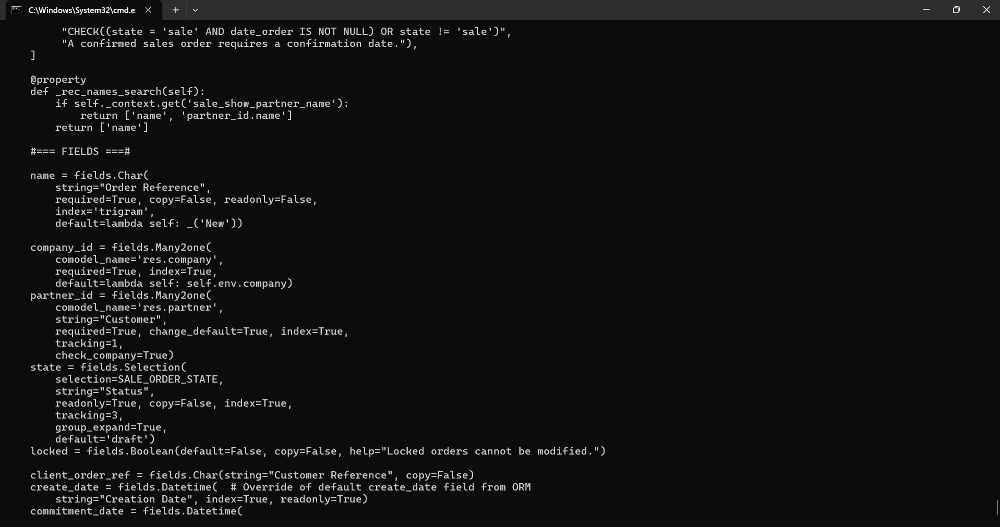 C:\Windows\System32\cmd.e
"CHECK((state = 'sale' AND date_order IS NOT NULL) OR state != 'sale')",
"A confirmed sales order requires a confirmation date."),
]
@property
def _rec_names_search(self):
if self._context.get('sale_show_partner_name'):
return ['name', 'partner_id.name']
return ['name']
#=== FIELDS ===#
name = fields.Char(
string="Order Reference",
required=True, copy=False, readonly=False,
index='trigram',
default=lambda self: _('New'))
company_id = fields.Many2one(
comodel_name='res.company',
required=True, index=True,
default=lambda self: self.env.company)
partner_id = fields.Many2one(
comodel_name='res.partner',
string="Customer",
required=True, change_default=True, index=True,
tracking=1,
check_company=True)
state = fields.Selection(
selection=SALE_ORDER_STATE,
string="Status",
readonly=True, copy=False, index=True,
tracking=3,
group_expand=True,
default='draft')
locked = fields.Boolean(default=False, copy=False, help="Locked orders cannot be modified.")
client_order_ref = fields.Char(string="Customer Reference", copy=False)
create_date = fields.Datetime(  # Override of default create_date field from ORM
string="Creation Date", index=True, readonly=True)
commitment_date = fields.Datetime(